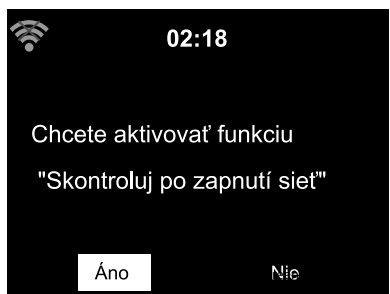 02:18
Chcete aktivovať funkciu
"Skontroluj po zapnutí sieť"
Áno Nie